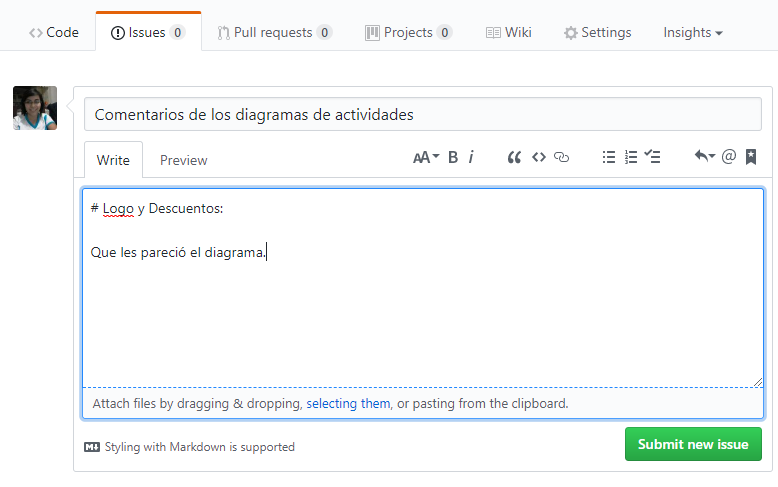 Code Issues 0 Pull requests 0 Projects 0 Wiki Settings Insights
Comentarios de los diagramas de actividades
Write Preview AA B i
# Logo y Descuentos:
Que les pareció el diagrama.
Attach files by dragging & dropping, selecting them, or pasting from the clipboard.
Styling with Markdown is supported
Submit new issue